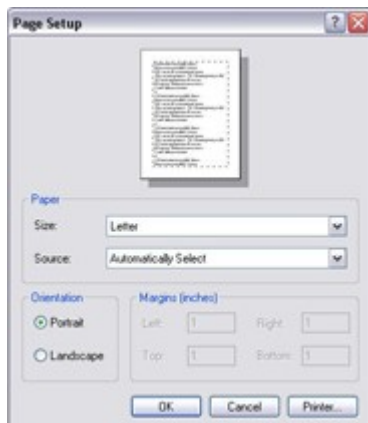 Page Setup
Paper
Size: Letter
Source: Automatically Select
Orientation
Portrait
Landscape
Margins (inches)
Left: 1 Right: 1
Top: 1 Bottom: 1
OK Cancel Printer...